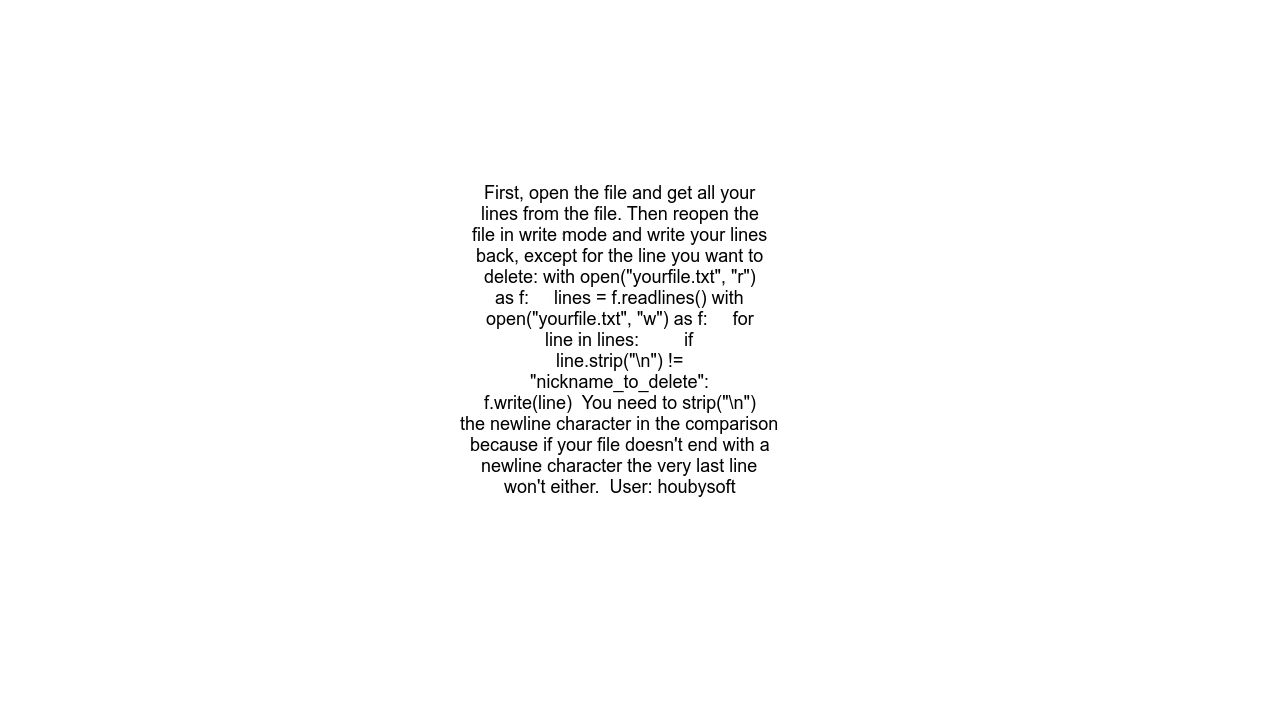 First, open the file and get all your
lines from the file. Then reopen the
file in write mode and write your lines
back, except for the line you want to
delete: with open("yourfile.txt", "r")
as f:     lines = f.readlines() with
open("yourfile.txt", "w") as f:     for
line in lines:         if
line.strip("\n") !=
"nickname_to_delete":
f.write(line)  You need to strip("\n")
the newline character in the comparison
because if your file doesn't end with a
newline character the very last line
won't either.  User: houbysoft